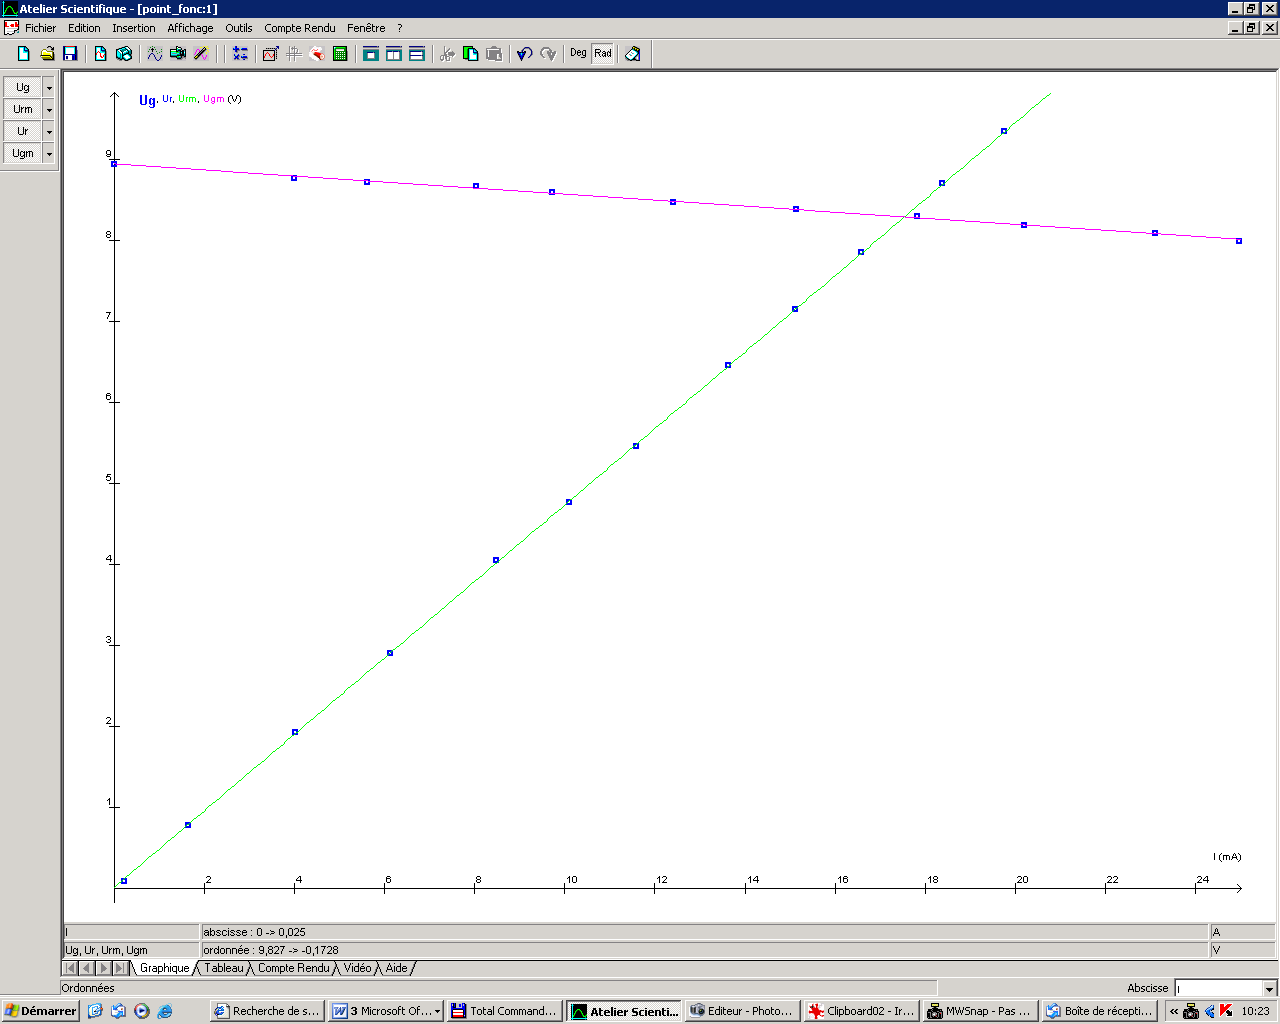 Atelier Scientifique - [point_fonc:1]
Fichier Edition Insertion Affichage Outils Compte Rendu Fenêtre ?
Deg Rad
Ug
Urm
Ur
Ugm
Ug, Ur, Urm, Ugm (V)
9
8
7
6
5
4
3
2
1
I (mA)
2 4 6 8 10 12 14 16 18 20 22 24
I abscisse : 0 -> 0,025 A
Ug, Ur, Urm, Ugm ordonnée : 9,827 -> -0,1728 V
Graphique Tableau Compte Rendu Vidéo Aide
Ordonnées Abscisse I
Démarrer Recherche de s... 3 Microsoft Of... Total Command... Atelier Scienti... Editeur - Photo... Clipboard02 - Ir... MWSnap - Pas ... Boîte de récepti... « 10:23